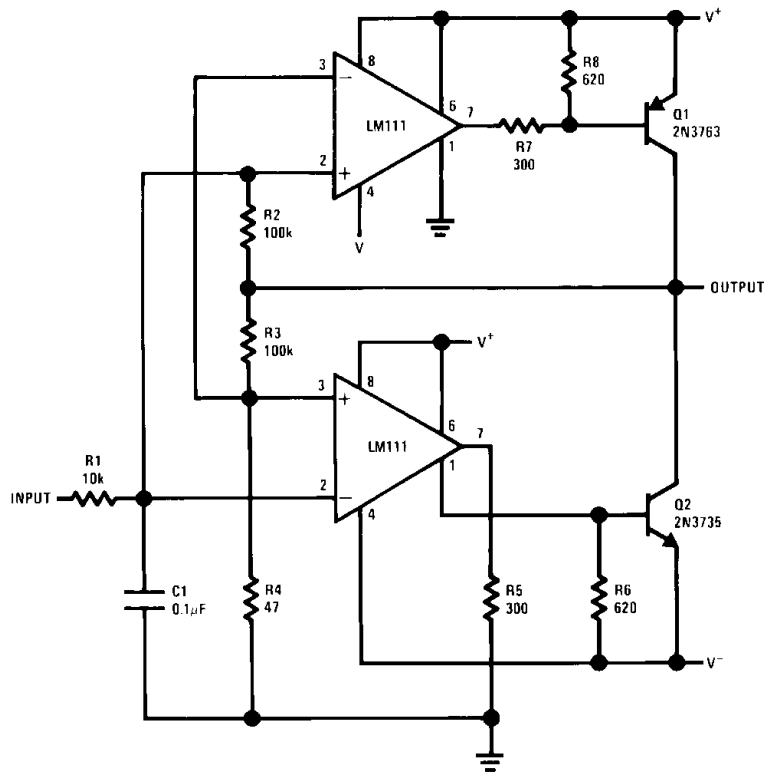 V+
8
R8
620
3
−
6
Q1
2N3763
LM111
7
1
R7
300
2
+
4
R2
100k
V
OUTPUT
R3
100k
V+
8
3
+
6
7
R1
10k
LM111
1
INPUT
2
−
4
Q2
2N3735
C1
0.1μF
R4
47
R5
300
R6
620
V−